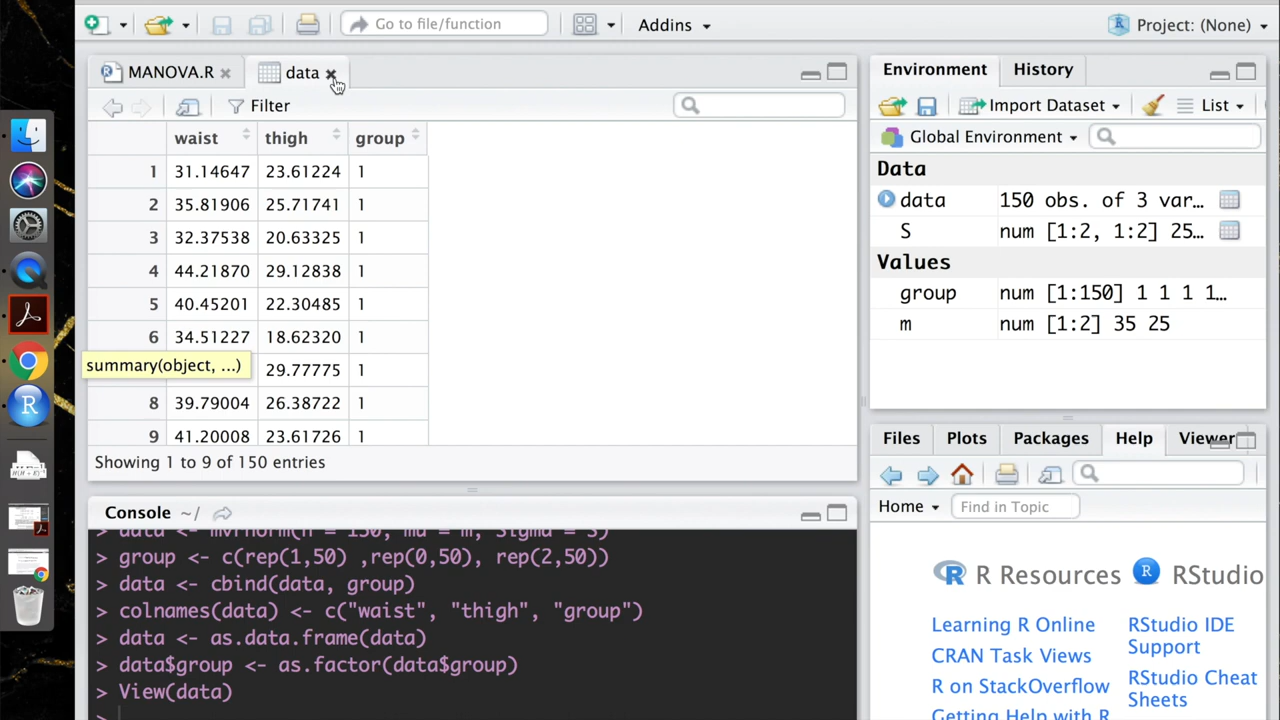 Go to file/function
Addins
Project: (None)
MANOVA.R
data
Filter
waist thigh group
1 31.14647 23.61224 1
2 35.81906 25.71741 1
3 32.37538 20.63325 1
4 44.21870 29.12838 1
5 40.45201 22.30485 1
6 34.51227 18.62320 1
summary(object, ...)
29.77775 1
8 39.79004 26.38722 1
9 41.20008 23.61726 1
Showing 1 to 9 of 150 entries
Console ~/
> data <- mvrnorm(n = 150, mu = m, Sigma = S)
> group <- c(rep(1,50) ,rep(0,50), rep(2,50))
> data <- cbind(data, group)
> colnames(data) <- c("waist", "thigh", "group")
> data <- as.data.frame(data)
> data$group <- as.factor(data$group)
> View(data)
>
Environment History
Import Dataset
List
Global Environment
Data
data 150 obs. of 3 var…
S num [1:2, 1:2] 25…
Values
group num [1:150] 1 1 1 1…
m num [1:2] 35 25
Files Plots Packages Help Viewer
Home
Find in Topic
R Resources
RStudio
Learning R Online
CRAN Task Views
R on StackOverflow
Getting Help with R
RStudio IDE
Support
RStudio Cheat
Sheets